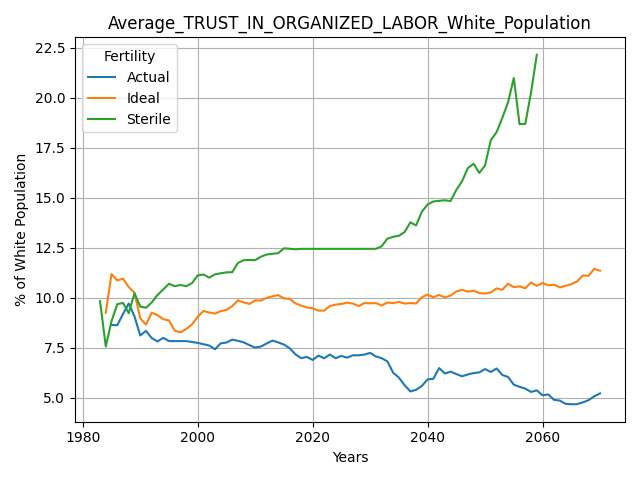 Average_TRUST_IN_ORGANIZED_LABOR_White_Population
Fertility
Actual
Ideal
Sterile
22.5
20.0
17.5
15.0
12.5
10.0
7.5
5.0
% of White Population
1980
2000
2020
2040
2060
Years